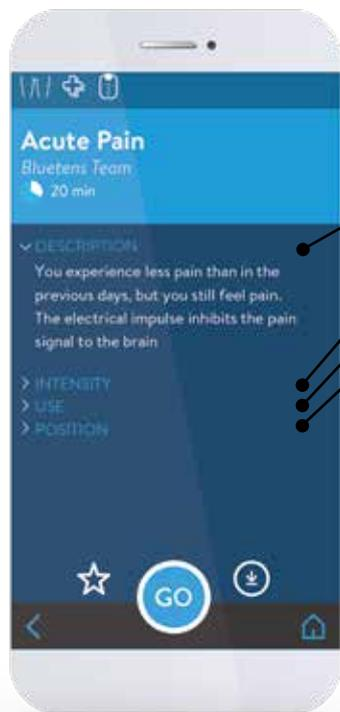 Acute Pain
Bluetens Team
20 min
DESCRIPTION
You experience less pain than in the
previous days, but you still feel pain.
The electrical impulse inhibits the pain
signal to the brain
INTENSITY
USE
POSITION
GO